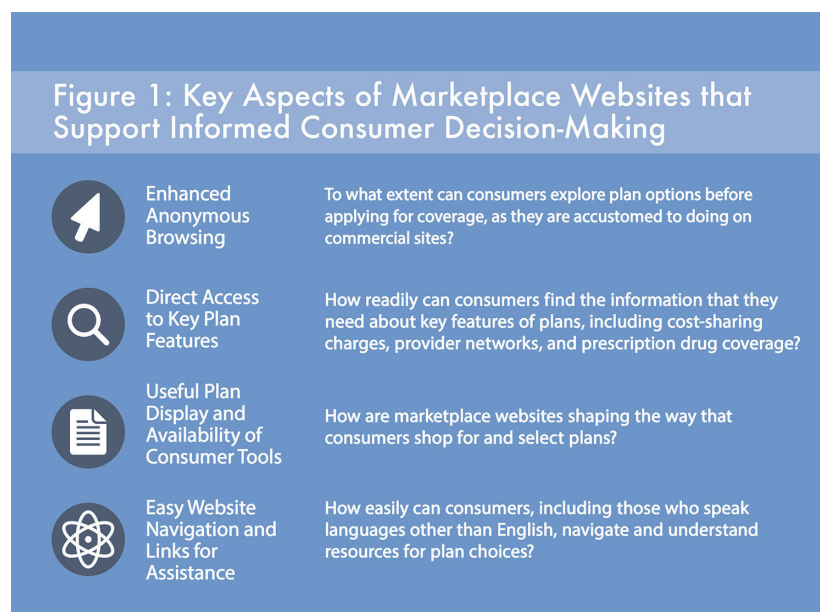 Figure 1: Key Aspects of Marketplace Websites that
Support Informed Consumer Decision-Making
Enhanced
Anonymous
Browsing
To what extent can consumers explore plan options before
applying for coverage, as they are accustomed to doing on
commercial sites?
Direct Access
to Key Plan
Features
How readily can consumers find the information that they
need about key features of plans, including cost-sharing
charges, provider networks, and prescription drug coverage?
Useful Plan
Display and
Availability of
Consumer Tools
How are marketplace websites shaping the way that
consumers shop for and select plans?
Easy Website
Navigation and
Links for
Assistance
How easily can consumers, including those who speak
languages other than English, navigate and understand
resources for plan choices?